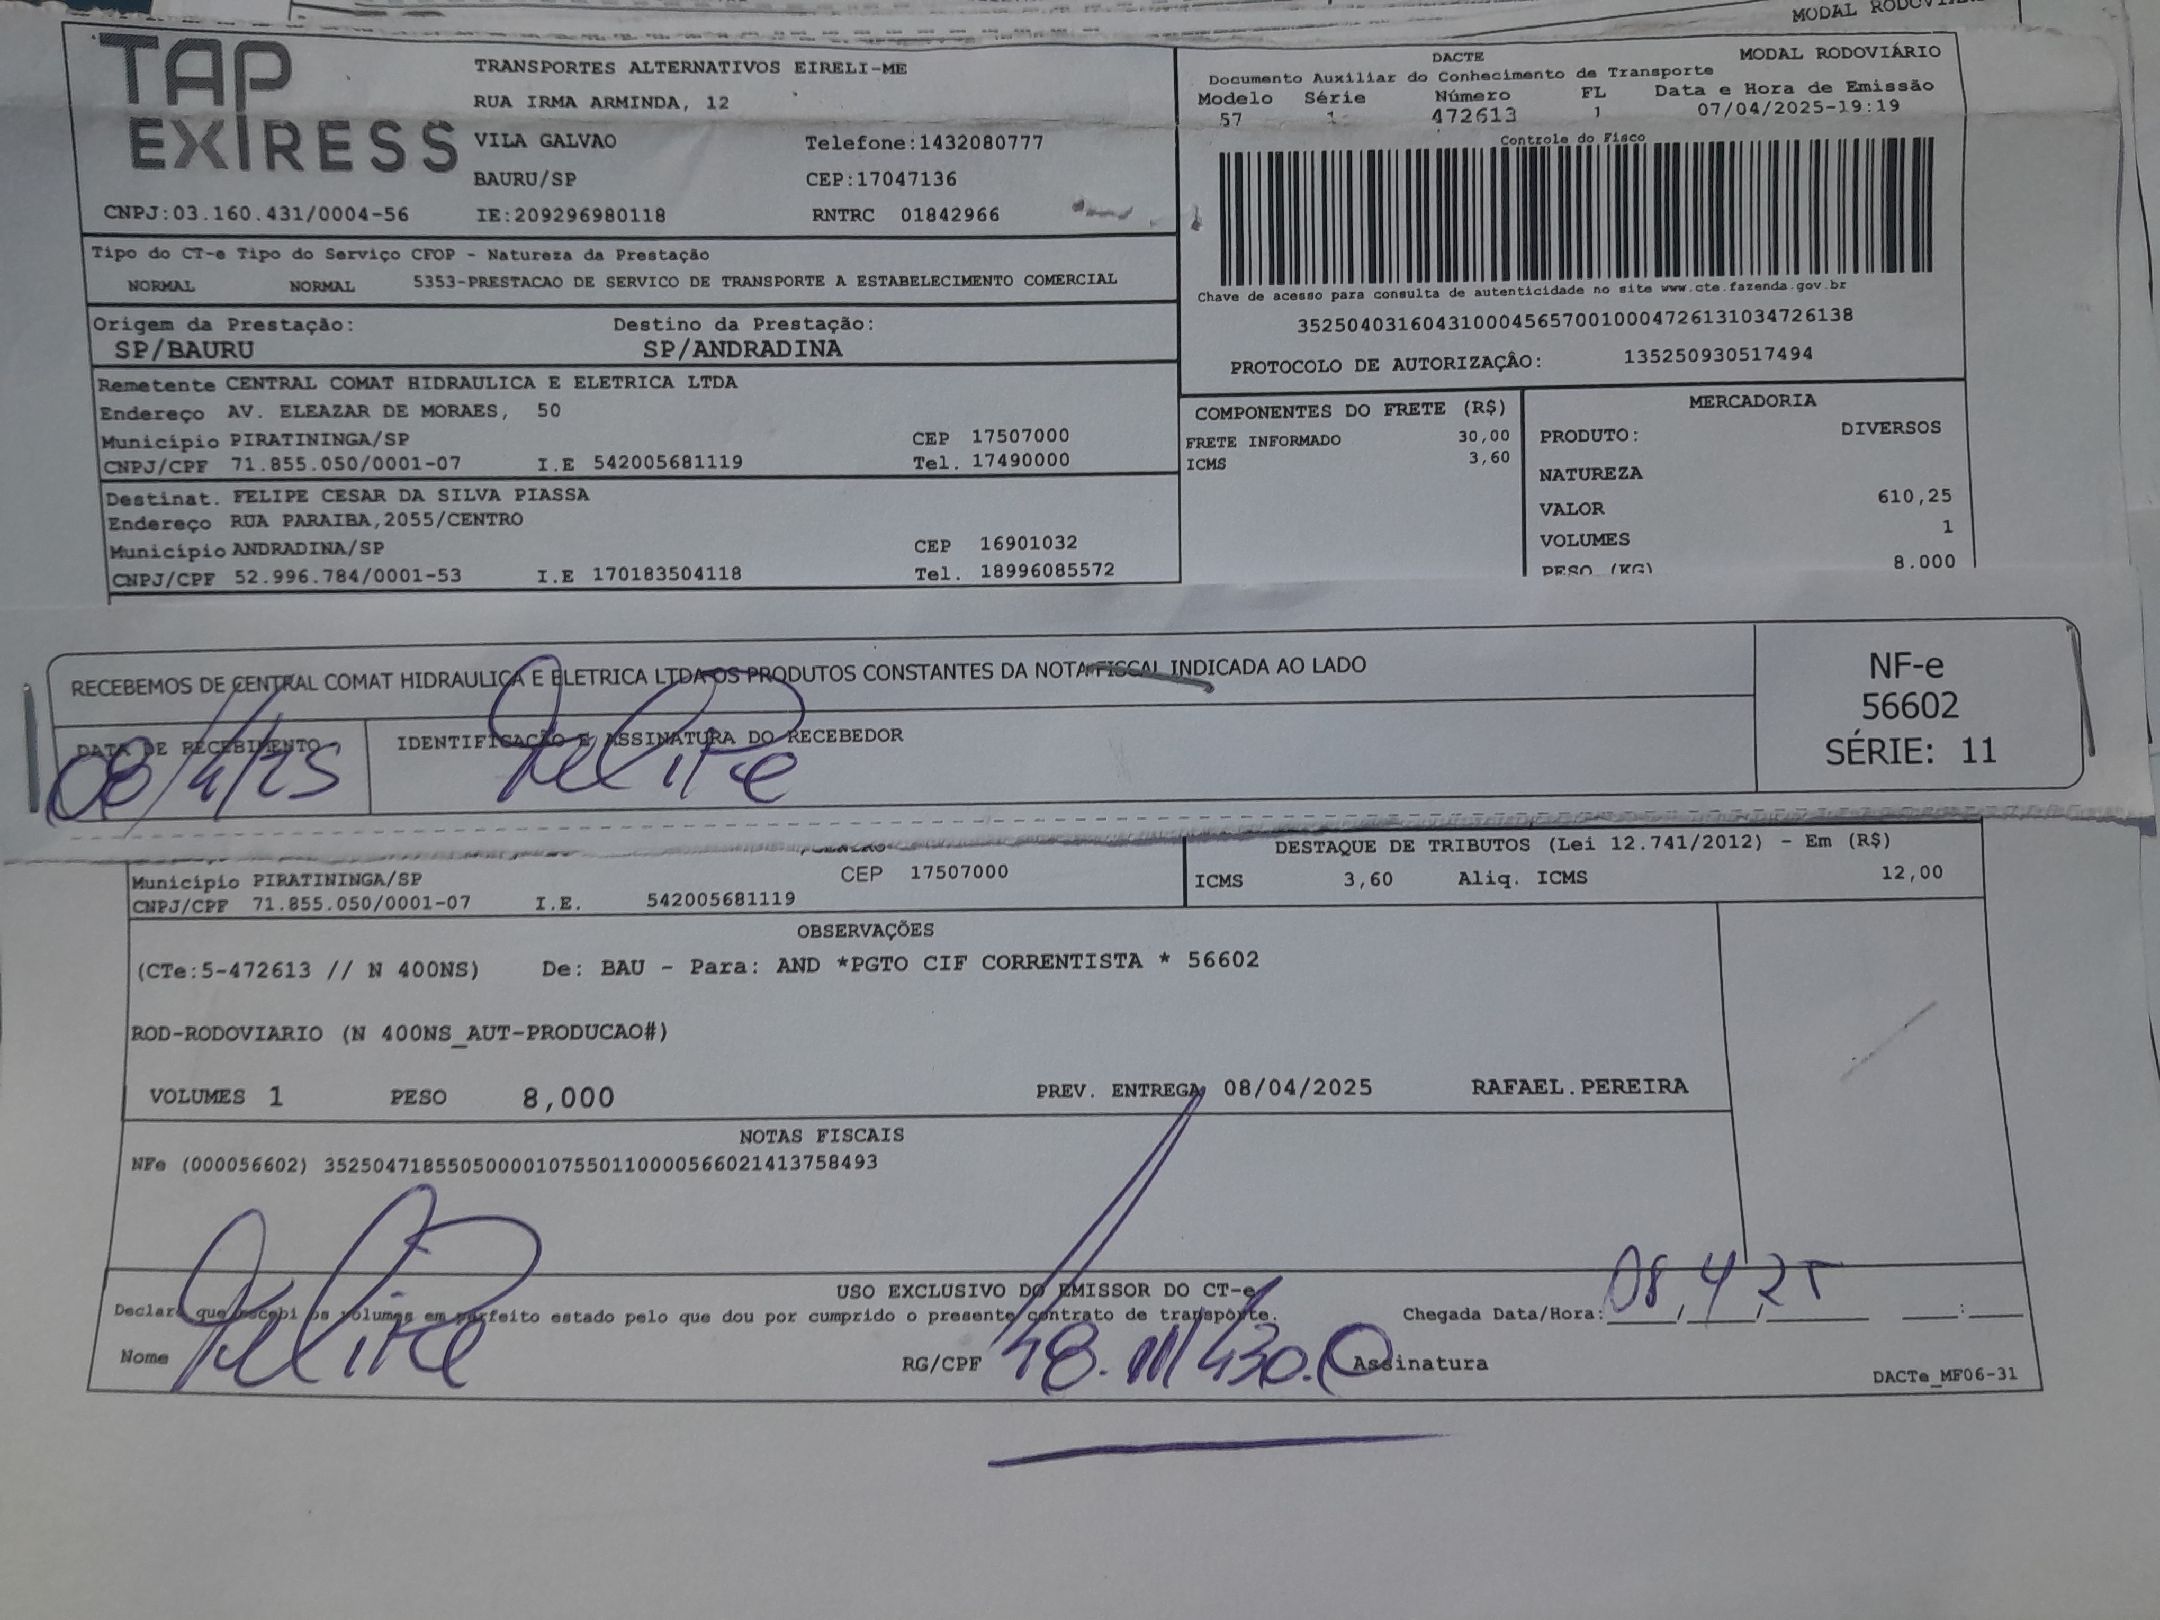 MODAL RODOVIÁRIO
TAP EXPRESS
TRANSPORTES ALTERNATIVOS EIRELI-ME
RUA IRMA ARMINDA, 12
VILA GALVAO Telefone:1432080777
BAURU/SP CEP:17047136
CNPJ:03.160.431/0004-56 IE:209296980118 RNTRC 01842966
DACTE MODAL RODOVIÁRIO
Documento Auxiliar do Conhecimento de Transporte
Modelo Série Número FL Data e Hora de Emissão
57 1 472613 1 07/04/2025-19:19
Controle do Fisco
Chave de acesso para consulta de autenticidade no site www.cte.fazenda.gov.br
35250403160431000456570010004726131034726138
PROTOCOLO DE AUTORIZAÇÂO: 135250930517494
Tipo do CT-e Tipo do Serviço CFOP - Natureza da Prestação
NORMAL NORMAL 5353-PRESTACAO DE SERVICO DE TRANSPORTE A ESTABELECIMENTO COMERCIAL
Origem da Prestação: Destino da Prestação:
SP/BAURU SP/ANDRADINA
Remetente CENTRAL COMAT HIDRAULICA E ELETRICA LTDA
Endereço AV. ELEAZAR DE MORAES, 50
Município PIRATININGA/SP CEP 17507000
CNPJ/CPF 71.855.050/0001-07 I.E 542005681119 Tel. 17490000
Destinat. FELIPE CESAR DA SILVA PIASSA
Endereço RUA PARAIBA,2055/CENTRO
Município ANDRADINA/SP CEP 16901032
CNPJ/CPF 52.996.784/0001-53 I.E 170183504118 Tel. 18996085572
COMPONENTES DO FRETE (R$)
FRETE INFORMADO 30,00
ICMS 3,60
MERCADORIA
PRODUTO: DIVERSOS
NATUREZA
VALOR 610,25
VOLUMES 1
PESO (KG) 8.000
RECEBEMOS DE CENTRAL COMAT HIDRAULICA E ELETRICA LTDA OS PRODUTOS CONSTANTES DA NOTA FISCAL INDICADA AO LADO
NF-e
56602
SÉRIE: 11
DATA DE RECEBIMENTO IDENTIFICAÇÃO E ASSINATURA DO RECEBEDOR
08/4/25 Felipe
Município PIRATININGA/SP CEP 17507000
CNPJ/CPF 71.855.050/0001-07 I.E. 542005681119
DESTAQUE DE TRIBUTOS (Lei 12.741/2012) - Em (R$)
ICMS 3,60 Aliq. ICMS 12,00
OBSERVAÇÕES
(CTe:5-472613 // N 400NS) De: BAU - Para: AND *PGTO CIF CORRENTISTA * 56602
ROD-RODOVIARIO (N 400NS_AUT-PRODUCAO#)
VOLUMES 1 PESO 8,000 PREV. ENTREGA 08/04/2025 RAFAEL.PEREIRA
NOTAS FISCAIS
NFe (000056602) 35250471855050000107550110000566021413758493
USO EXCLUSIVO DO EMISSOR DO CT-e
Declaro que recebi os volumes em perfeito estado pelo que dou por cumprido o presente contrato de transporte. Chegada Data/Hora: 08/4/25 __:__
Nome Felipe RG/CPF Assinatura
DACTe_MF06-31